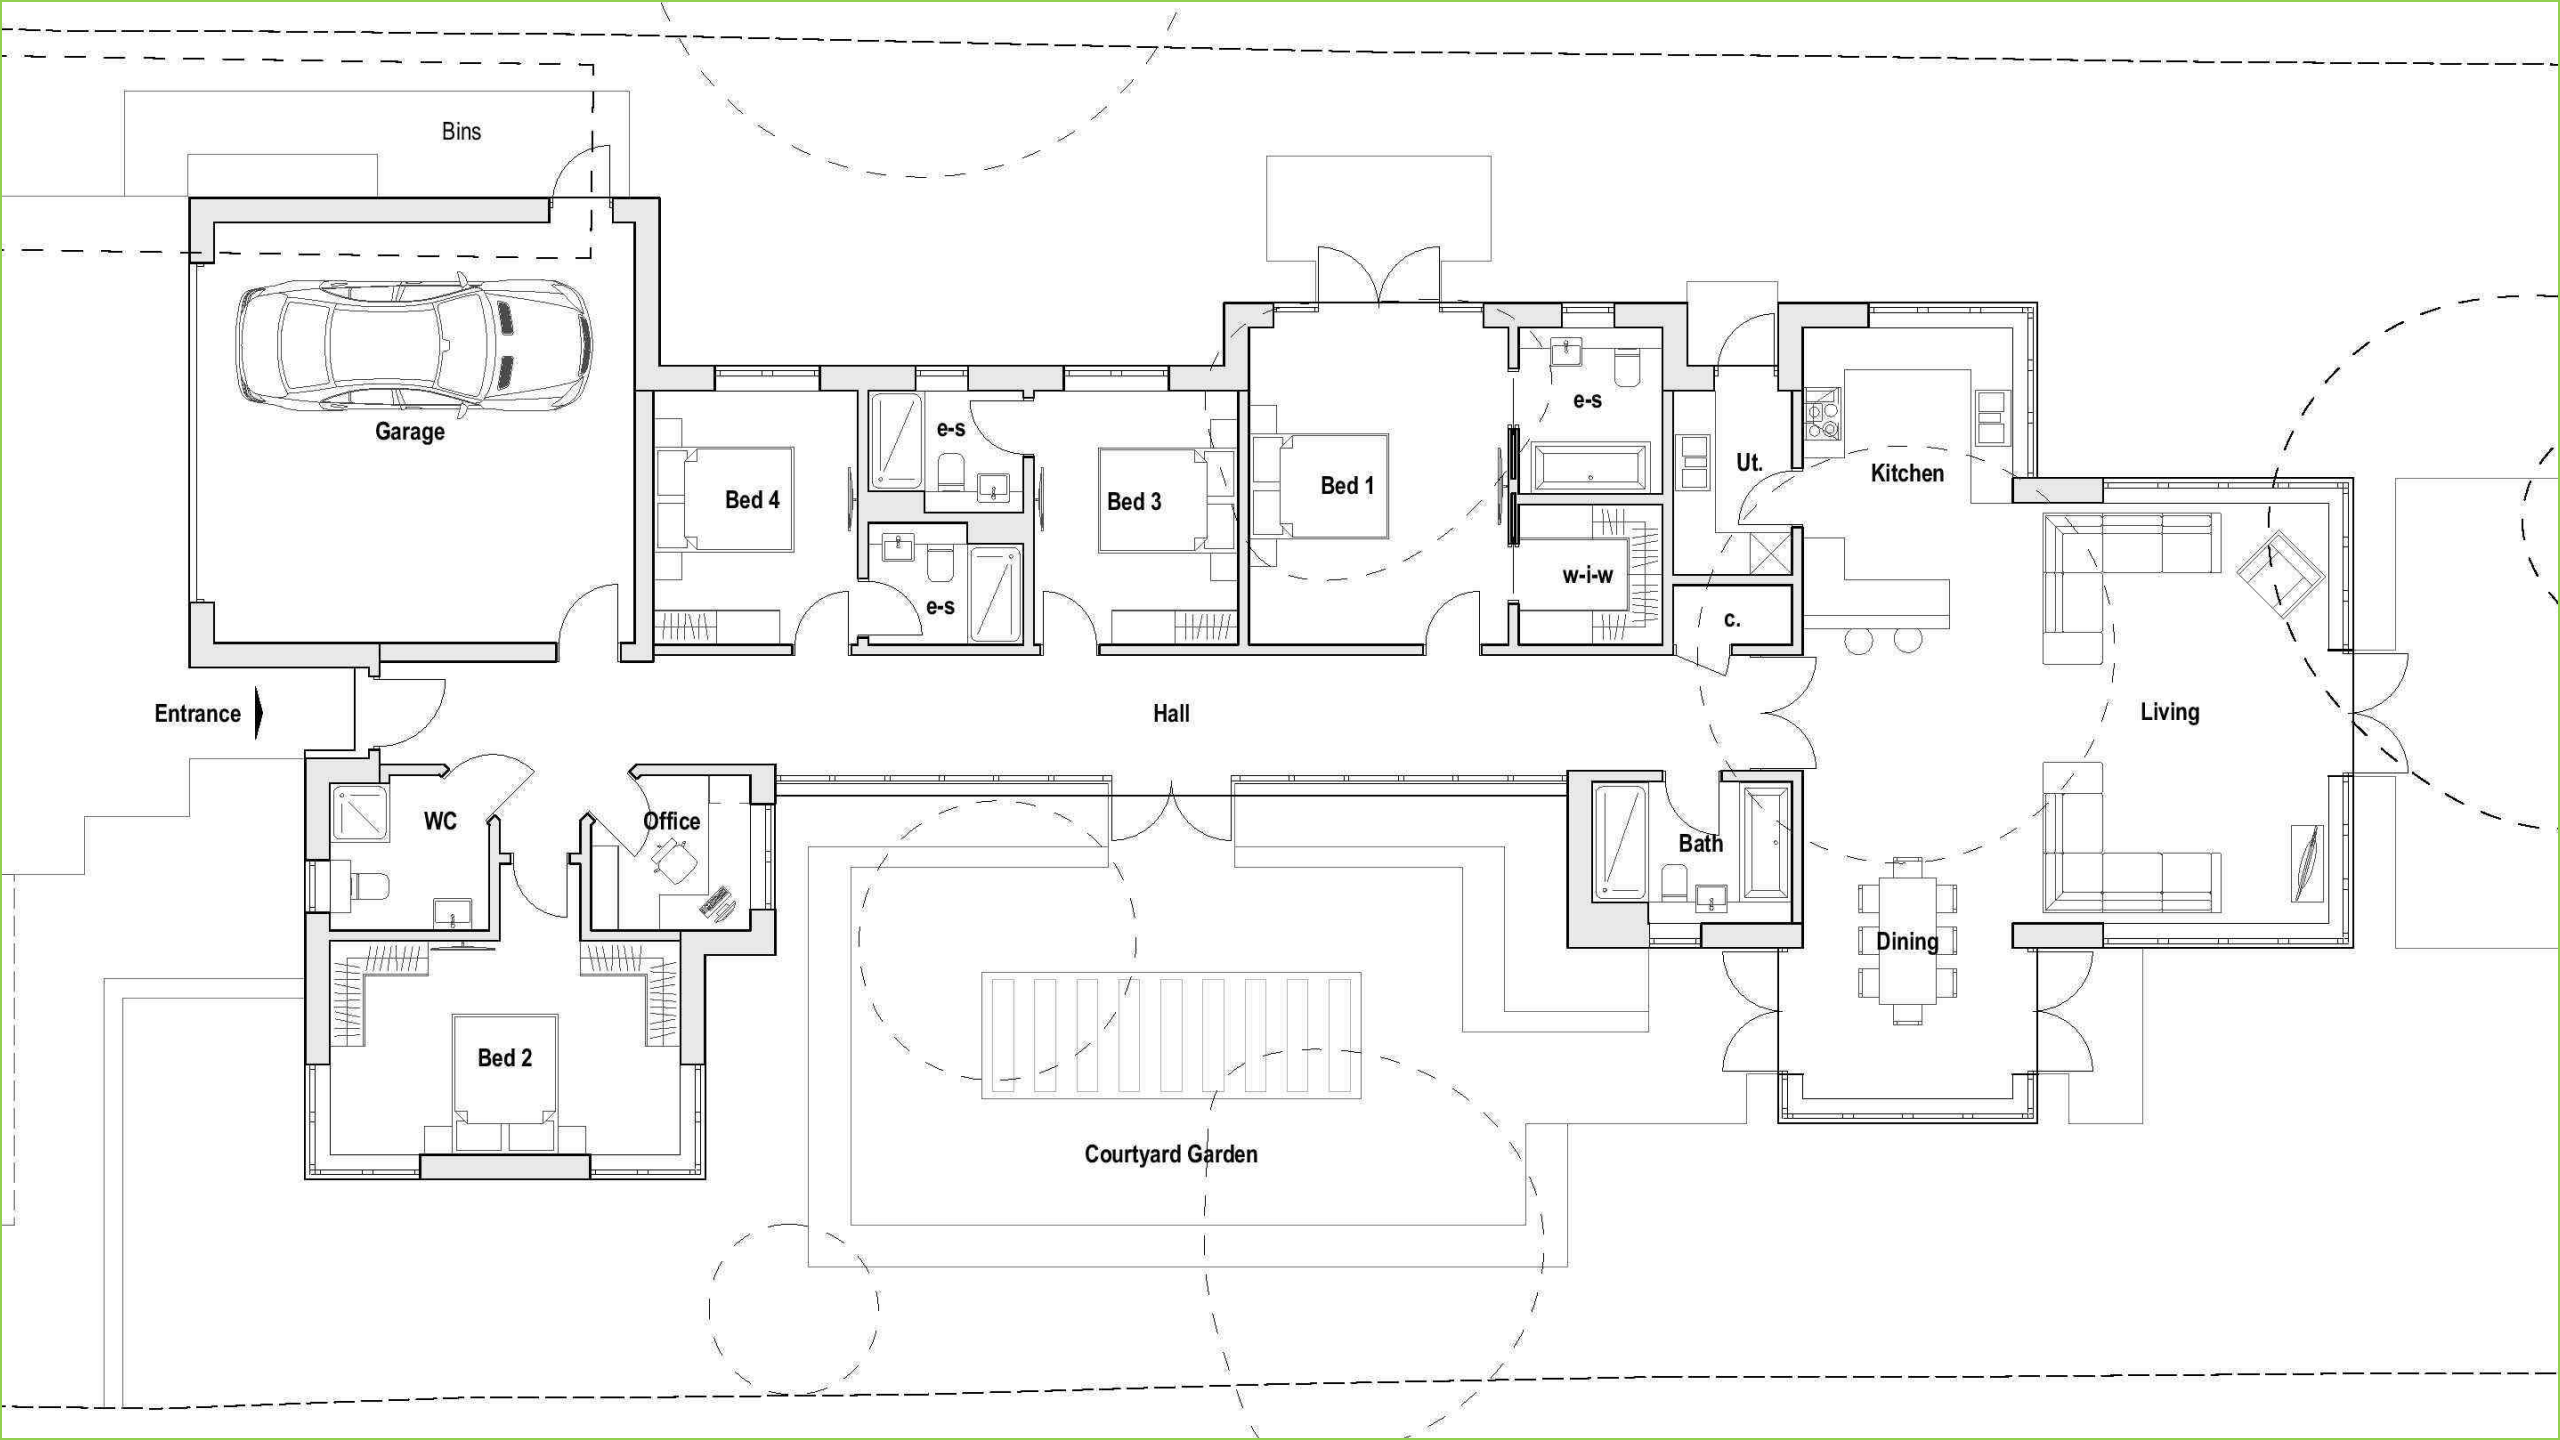 Bins
Garage
e-s
e-s
Bed 4
Bed 3
Bed 1
Ut.
Kitchen
e-s
w-i-w
c.
Entrance
Hall
Living
WC
Office
Bath
Dining
Bed 2
Courtyard Garden